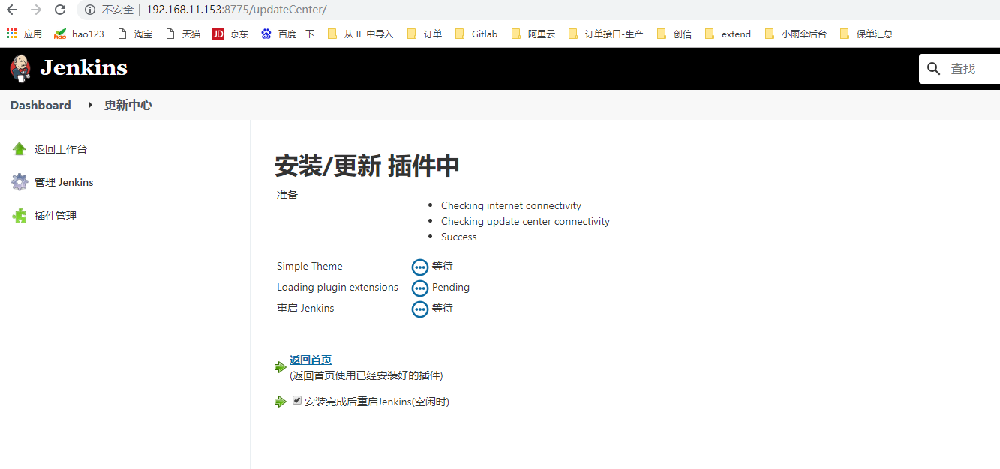 不安全 192.168.11.153:8775/updateCenter/
应用 hao123 淘宝 天猫 JD 京东 百度一下 从 IE 中导入 订单 Gitlab 阿里云 订单接口-生产 创信 extend 小雨伞后台 保单汇总
Jenkins 查找
Dashboard 更新中心
返回工作台
管理 Jenkins
插件管理
安装/更新 插件中
准备
Checking internet connectivity
Checking update center connectivity
Success
Simple Theme 等待
Loading plugin extensions Pending
重启 Jenkins 等待
返回首页
(返回首页使用已经安装好的插件)
安装完成后重启Jenkins(空闲时)